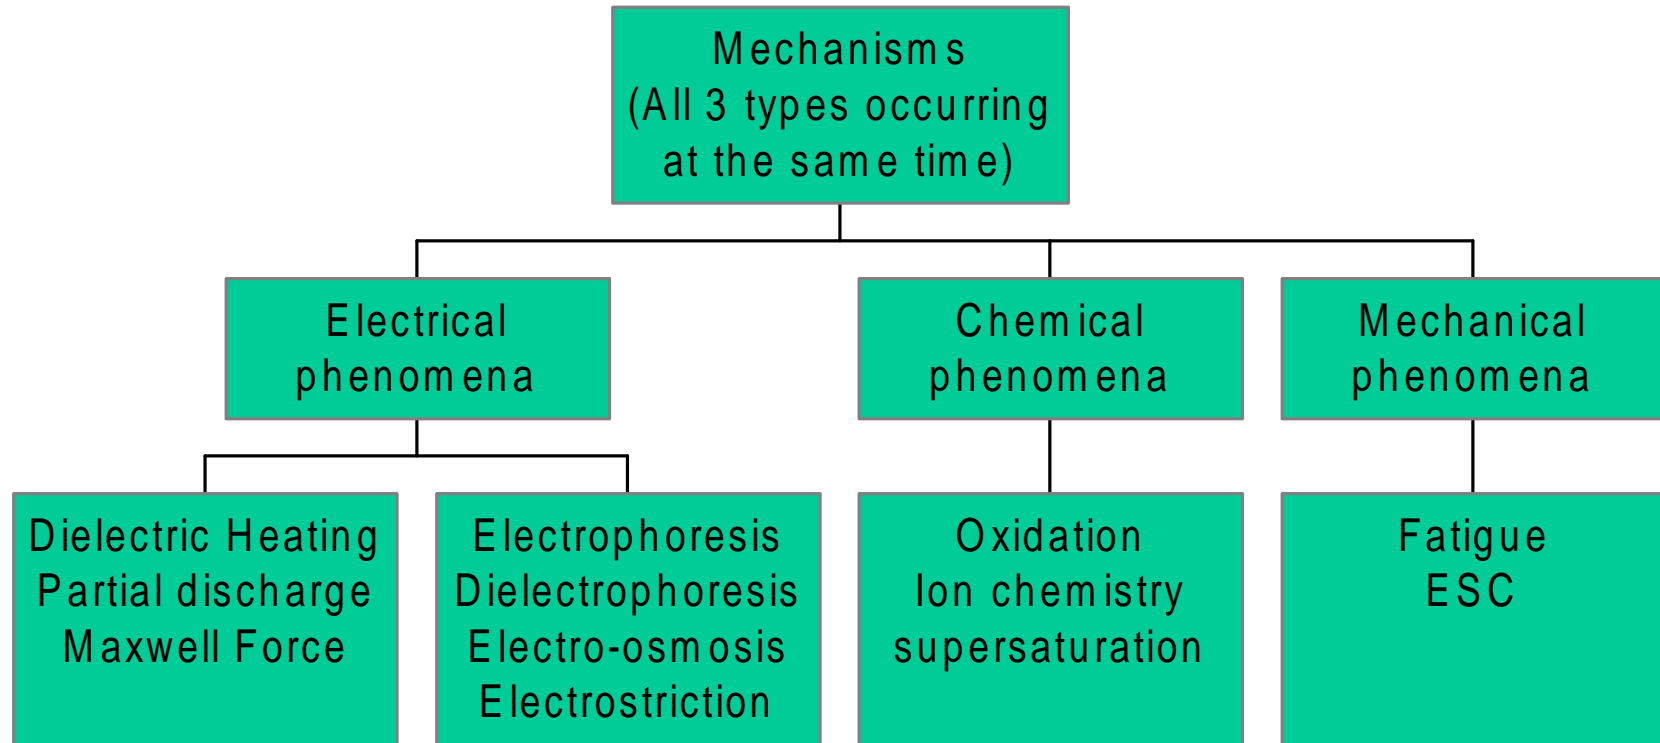 Mechanisms
(All 3 types occurring
at the same time)
Electrical
phenomena
Chemical
phenomena
Mechanical
phenomena
Dielectric Heating
Partial discharge
Maxwell Force
Electrophoresis
Dielectrophoresis
Electro-osmosis
Electrostriction
Oxidation
Ion chemistry
supersaturation
Fatigue
ESC